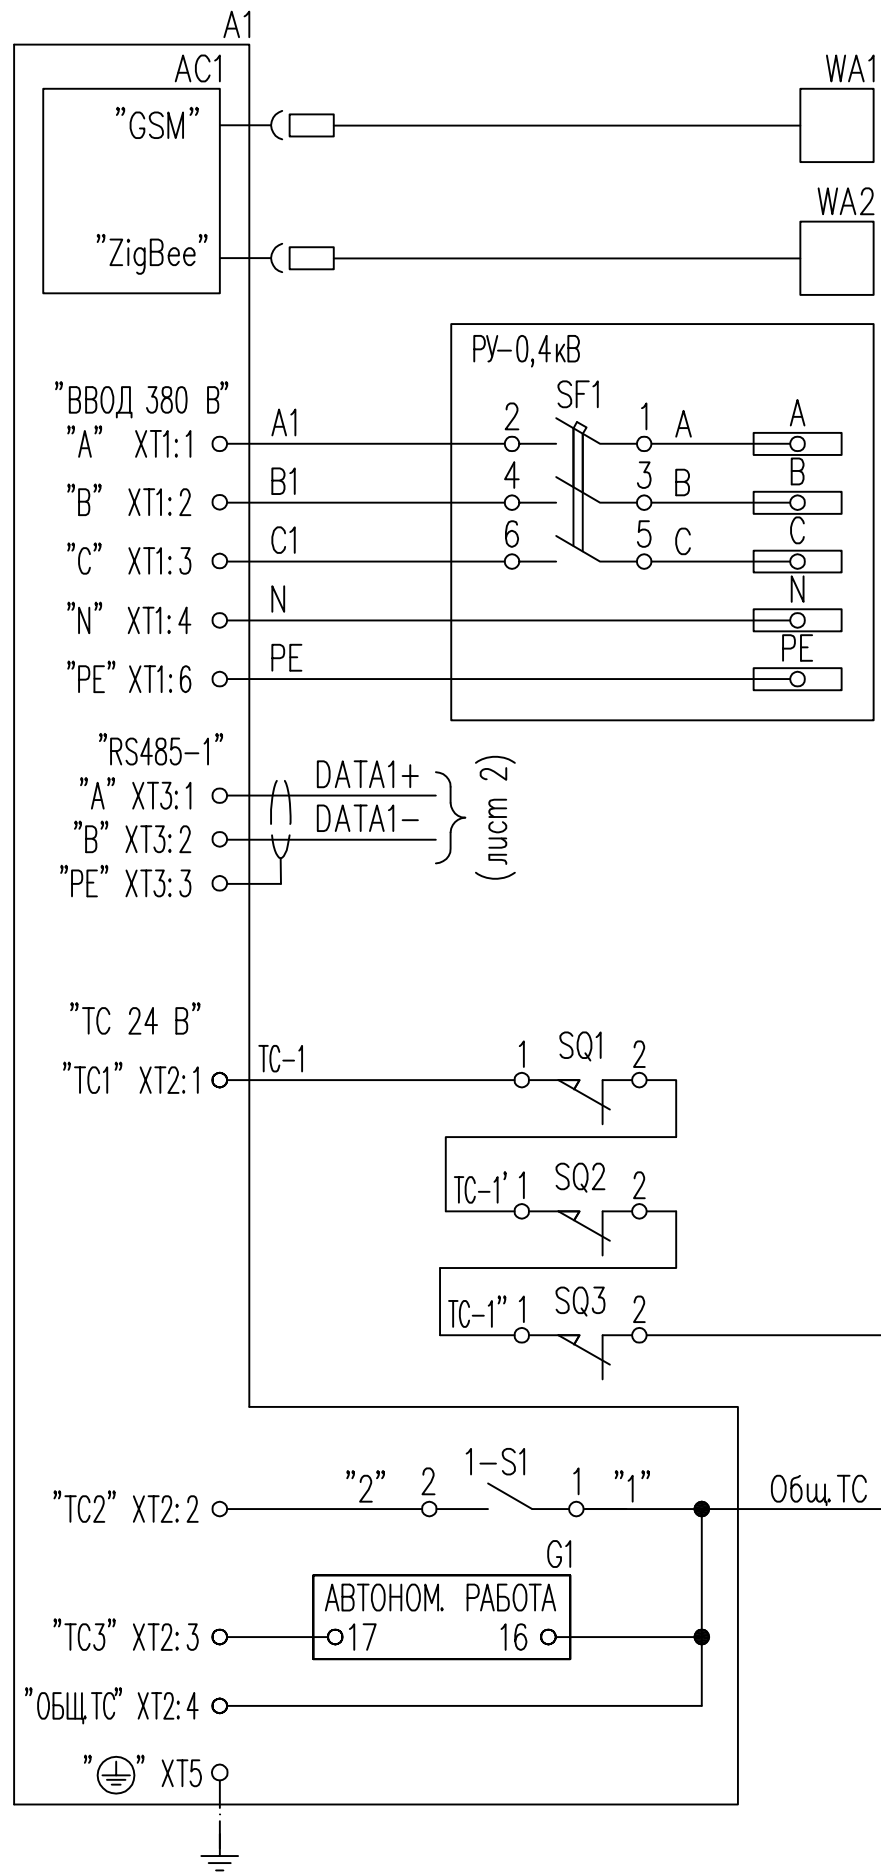 A1
AC1
WA1
"GSM"
WA2
"ZigBee"
РУ-0,4кВ
"ВВОД 380 В"
SF1
"A" XT1:1 A1 2 1 A A
"B" XT1:2 B1 4 3 B B
"C" XT1:3 C1 6 5 C C
"N" XT1:4 N N
"PE" XT1:6 PE PE
"RS485-1"
"A" XT3:1 DATA1+
"B" XT3:2 DATA1-
(лист 2)
"PE" XT3:3
"ТС 24 В"
"ТС1" XT2:1 ТС-1 1 SQ1 2
ТС-1' 1 SQ2 2
ТС-1" 1 SQ3 2
"ТС2" XT2:2 "2" 2 1-S1 1 "1" Общ.ТС
G1
АВТОНОМ. РАБОТА
"ТС3" XT2:3 17 16
"ОБЩ.ТС" XT2:4
" " XT5